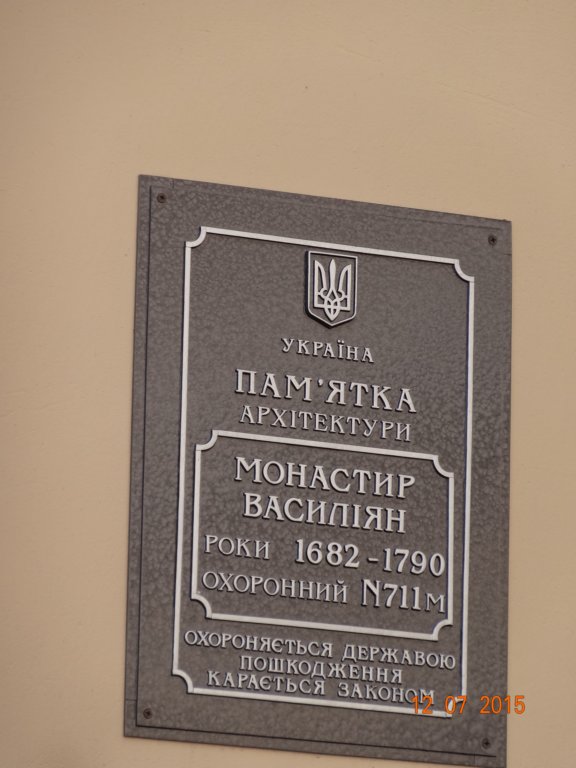 УКРАЇНА
ПАМ'ЯТКА
АРХІТЕКТУРИ
МОНАСТИР
ВАСИЛІЯН
РОКИ 1682-1790
ОХОРОННИЙ N711М
ОХОРОНЯЄТЬСЯ ДЕРЖАВОЮ
ПОШКОДЖЕННЯ
КАРАЄТЬСЯ ЗАКОНОМ
12 07 2015